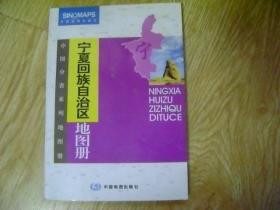 SINOMAPS
中国分省系列地图册
宁夏回族自治区
地图册
NINGXIA
HUIZU
ZIZHIQU
DITUCE
中国地图出版社